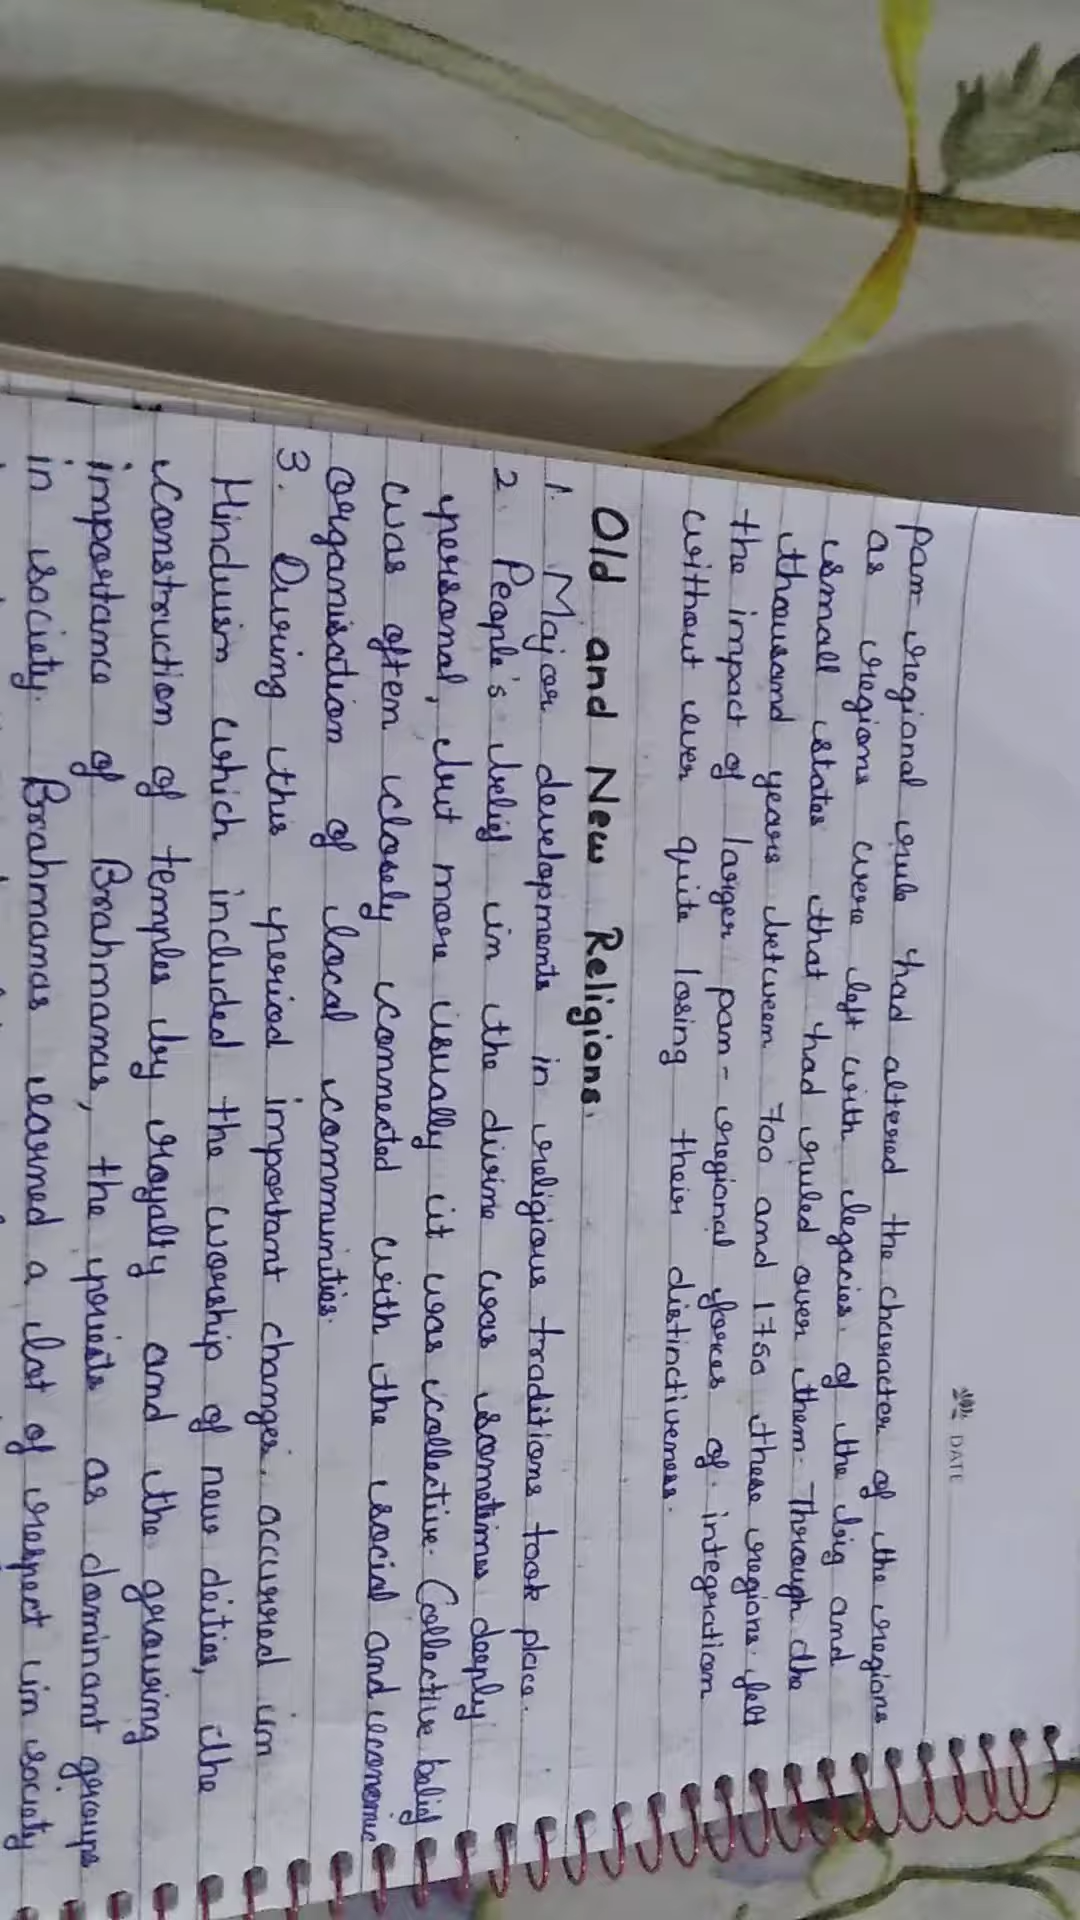 DATE
pan-regional rule had altered the character of the regions
as regions were left with legacies of the big and
small states that had ruled over them. Through the
thousand years between 700 and 1750 these regions felt
the impact of larger pan-regional forces of integration
without ever quite losing their distinctiveness.
Old and New Religions.
1. Major developments in religious traditions took place.
2. People's belief in the divine was sometimes deeply
personal, but more usually it was collective. Collective belief
was often closely connected with the social and economic
organisation of local communities.
3. During this period important changes accurred in
Hinduism which included the worship of new deities, the
construction of temples by royalty and the growing
importance of Brahmanas, the priests as dominant groups
in society. Brahmanas earned a lot of respect in society